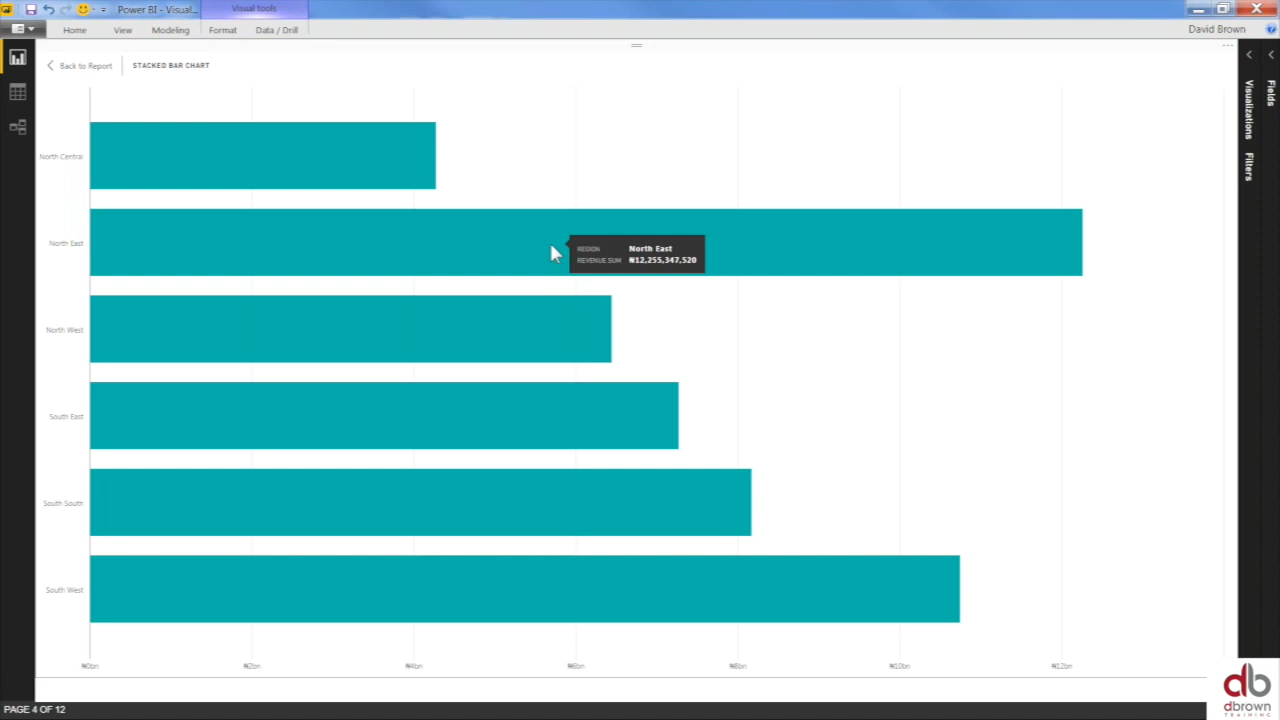 Power BI - Visual...
Visual tools
Home
View
Modeling
Format
Data / Drill
David Brown
Back to Report
STACKED BAR CHART
Visualizations
Fields
Filters
North Central
North East
REGION North East
REVENUE SUM ₦12,255,347,520
North West
South East
South South
South West
₦0bn
₦2bn
₦4bn
₦6bn
₦8bn
₦10bn
₦12bn
PAGE 4 OF 12
db
dbrown
TRAINING